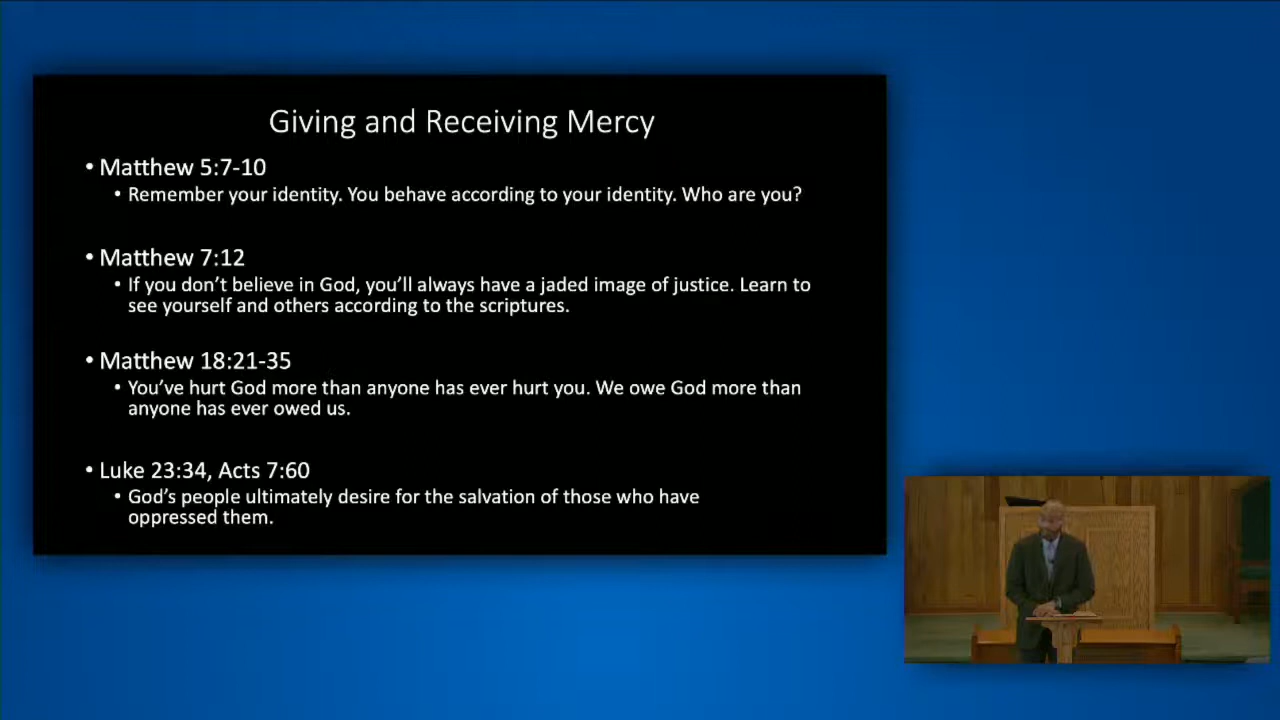 Giving and Receiving Mercy
• Matthew 5:7-10
• Remember your identity. You behave according to your identity. Who are you?
• Matthew 7:12
• If you don’t believe in God, you’ll always have a jaded image of justice. Learn to
see yourself and others according to the scriptures.
• Matthew 18:21-35
• You’ve hurt God more than anyone has ever hurt you. We owe God more than
anyone has ever owed us.
• Luke 23:34, Acts 7:60
• God’s people ultimately desire for the salvation of those who have
oppressed them.